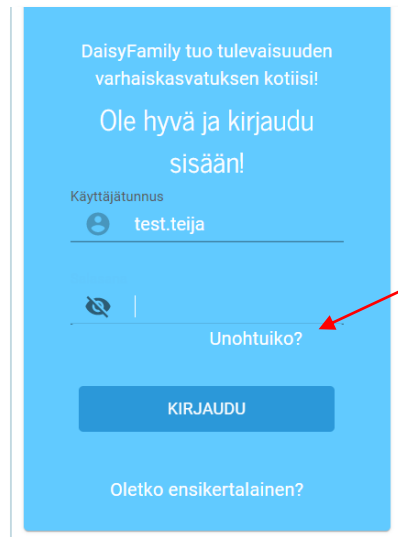 DaisyFamily tuo tulevaisuuden
varhaiskasvatuksen kotiisi!
Ole hyvä ja kirjaudu
sisään!
Käyttäjätunnus
test.teija
Unohtuiko?
KIRJAUDU
Oletko ensikertalainen?